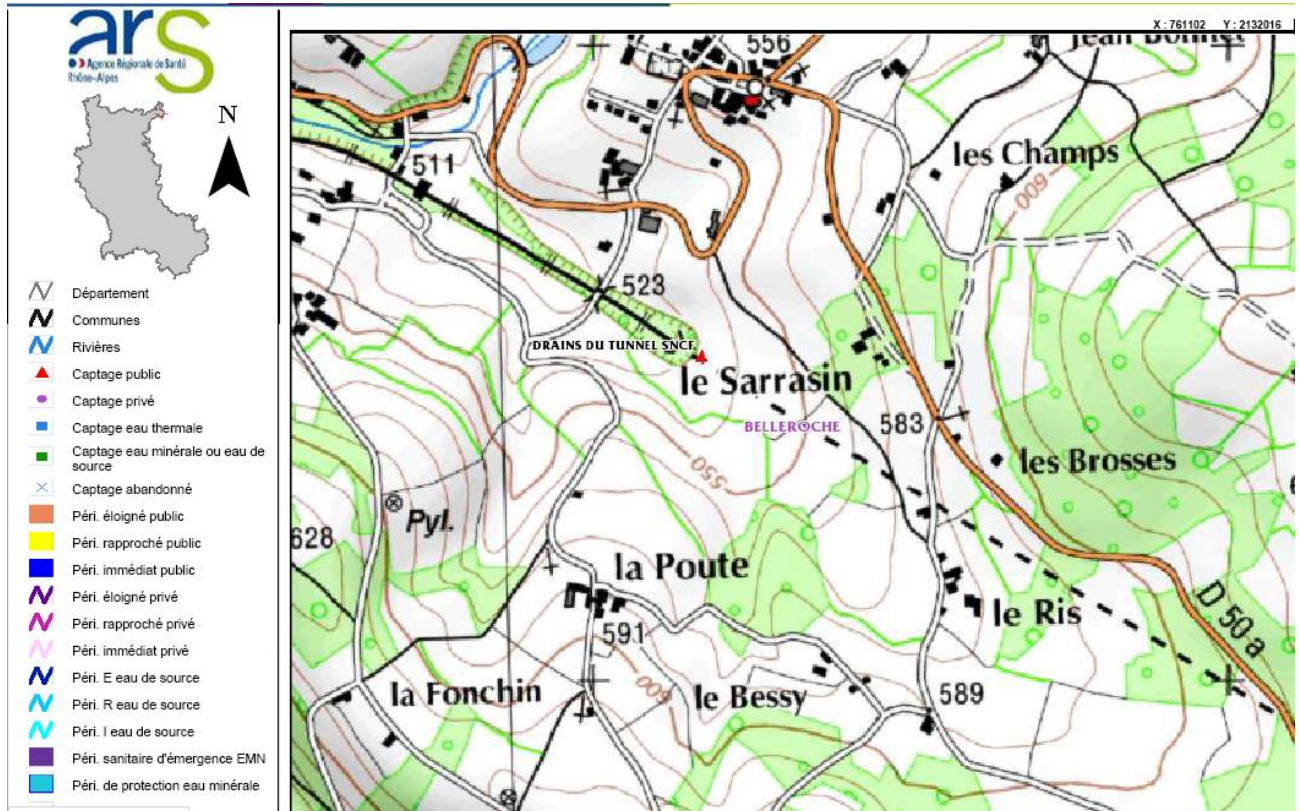 ars
Agence Régionale de Santé
Rhône-Alpes
N
Département
Communes
Rivières
Captage public
Captage privé
Captage eau thermale
Captage eau minérale ou eau de
source
Captage abandonné
Péri. éloigné public
Péri. rapproché public
Péri. immédiat public
Péri. éloigné privé
Péri. rapproché privé
Péri. immédiat privé
Péri. E eau de source
Péri. R eau de source
Péri. I eau de source
Péri. sanitaire d'émergence EMN
Péri. de protection eau minérale
X : 761102 Y : 2132016
556
Jean Bonnet
511
les Champs
600
523
DRAINS DU TUNNEL SNCF
le Sarrasin
BELLEROCHE
583
les Brosses
550
Pyl.
628
la Poute
le Ris
D 50 a
591
la Fonchin
600
le Bessy
589